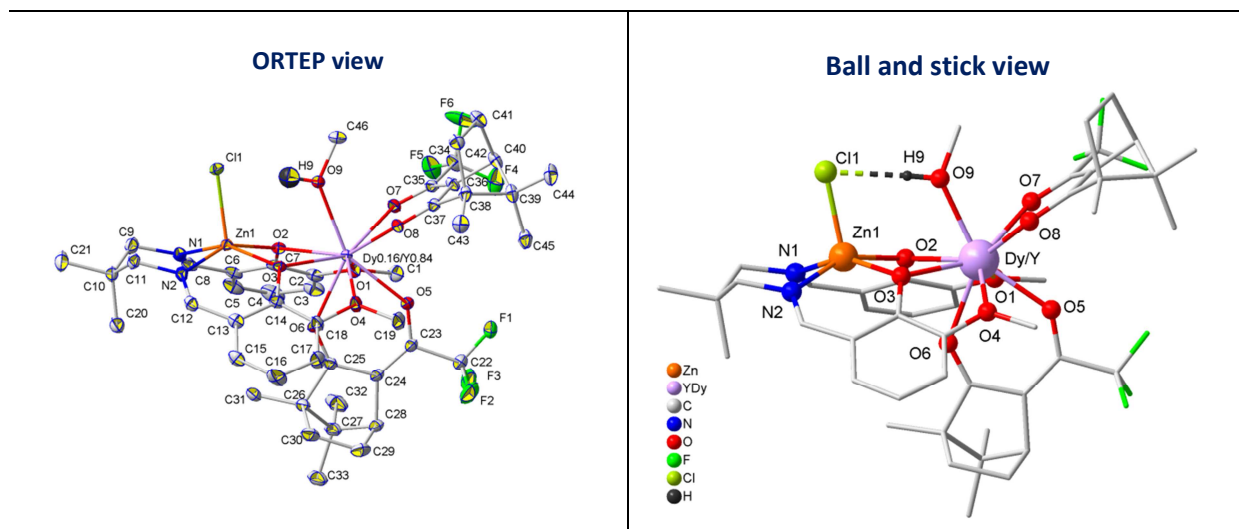 ORTEP view
F6
C41
C46
C34
C42
C40
F5
F4
Cl1
H9
O9
C35
C36
C44
O7
C39
C37
C38
O8
C9
N1
Zn1
O2
C43
C45
C21
C7
Dy0.16/Y0.84
C11
C6
O3
C2
C1
C10
N2
C8
C5
C4
C3
O1
O5
C20
C12
C14
O4
C13
O6
C18
C19
C23
F1
C15
C17
C25
C22
C16
C24
F3
C31
C26
C32
F2
C27
C28
C30
C29
C33
Ball and stick view
Cl1
H9
O9
O7
O8
Zn1
N1
O2
Dy/Y
N2
O3
O1
O5
O4
O6
Zn
YDy
C
N
O
F
Cl
H